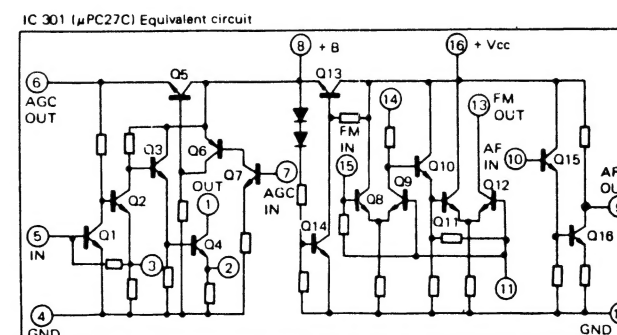 IC 301 (μPC27C) Equivalent circuit
8 + B
16 + Vcc
6 AGC OUT
Q5
Q13
14
13 FM OUT
FM IN
15
Q3
Q6
Q7
7 AGC IN
OUT
1
Q2
Q10
AF IN
10
Q15
Q8
Q9
Q11
Q12
AF
5 IN
Q1
Q4
Q14
Q16
3
2
11
4 GND
GND